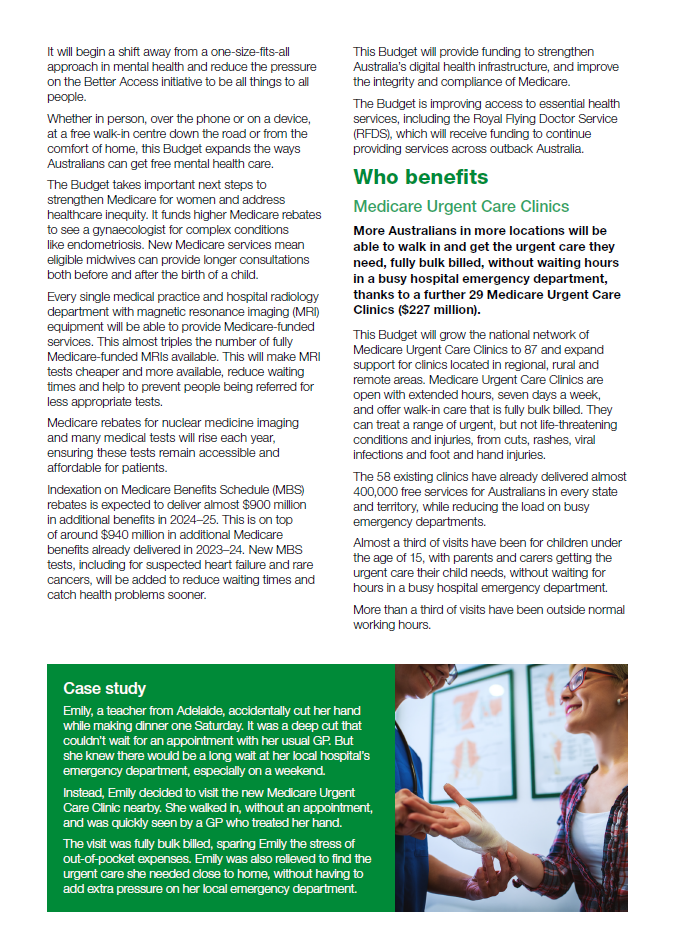 It will begin a shift away from a one-size-fits-all
approach in mental health and reduce the pressure
on the Better Access initiative to be all things to all
people.
Whether in person, over the phone or on a device,
at a free walk-in centre down the road or from the
comfort of home, this Budget expands the ways
Australians can get free mental health care.
The Budget takes important next steps to
strengthen Medicare for women and address
healthcare inequity. It funds higher Medicare rebates
to see a gynaecologist for complex conditions
like endometriosis. New Medicare services mean
eligible midwives can provide longer consultations
both before and after the birth of a child.
Every single medical practice and hospital radiology
department with magnetic resonance imaging (MRI)
equipment will be able to provide Medicare-funded
services. This almost triples the number of fully
Medicare-funded MRIs available. This will make MRI
tests cheaper and more available, reduce waiting
times and help to prevent people being referred for
less appropriate tests.
Medicare rebates for nuclear medicine imaging
and many medical tests will rise each year,
ensuring these tests remain accessible and
affordable for patients.
Indexation on Medicare Benefits Schedule (MBS)
rebates is expected to deliver almost $900 million
in additional benefits in 2024–25. This is on top
of around $940 million in additional Medicare
benefits already delivered in 2023–24. New MBS
tests, including for suspected heart failure and rare
cancers, will be added to reduce waiting times and
catch health problems sooner.
This Budget will provide funding to strengthen
Australia's digital health infrastructure, and improve
the integrity and compliance of Medicare.
The Budget is improving access to essential health
services, including the Royal Flying Doctor Service
(RFDS), which will receive funding to continue
providing services across outback Australia.
Who benefits
Medicare Urgent Care Clinics
More Australians in more locations will be
able to walk in and get the urgent care they
need, fully bulk billed, without waiting hours
in a busy hospital emergency department,
thanks to a further 29 Medicare Urgent Care
Clinics ($227 million).
This Budget will grow the national network of
Medicare Urgent Care Clinics to 87 and expand
support for clinics located in regional, rural and
remote areas. Medicare Urgent Care Clinics are
open with extended hours, seven days a week,
and offer walk-in care that is fully bulk billed. They
can treat a range of urgent, but not life-threatening
conditions and injuries, from cuts, rashes, viral
infections and foot and hand injuries.
The 58 existing clinics have already delivered almost
400,000 free services for Australians in every state
and territory, while reducing the load on busy
emergency departments.
Almost a third of visits have been for children under
the age of 15, with parents and carers getting the
urgent care their child needs, without waiting for
hours in a busy hospital emergency department.
More than a third of visits have been outside normal
working hours.
Case study
Emily, a teacher from Adelaide, accidentally cut her hand
while making dinner one Saturday. It was a deep cut that
couldn't wait for an appointment with her usual GP. But
she knew there would be a long wait at her local hospital's
emergency department, especially on a weekend.
Instead, Emily decided to visit the new Medicare Urgent
Care Clinic nearby. She walked in, without an appointment,
and was quickly seen by a GP who treated her hand.
The visit was fully bulk billed, sparing Emily the stress of
out-of-pocket expenses. Emily was also relieved to find the
urgent care she needed close to home, without having to
add extra pressure on her local emergency department.